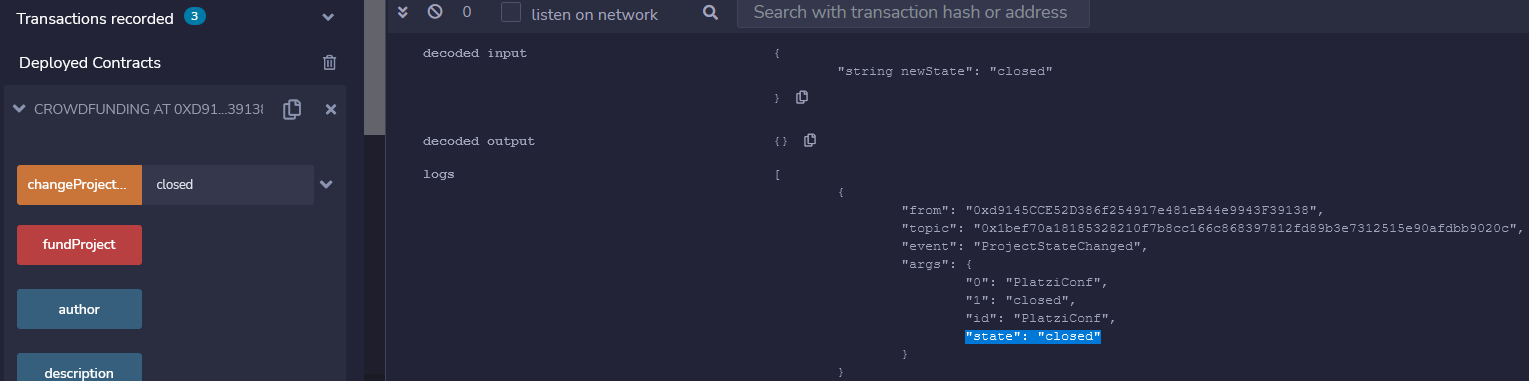 Transactions recorded 3
Deployed Contracts
CROWDFUNDING AT 0XD91...39138
changeProject... closed
fundProject
author
description
0 listen on network Search with transaction hash or address
decoded input {
"string newState": "closed"
}
decoded output {}
logs [
{
"from": "0xd9145CCE52D386f254917e481eB44e9943F39138",
"topic": "0x1bef70a18185328210f7b8cc166c868397812fd89b3e7312515e90afdbb9020c",
"event": "ProjectStateChanged",
"args": {
"0": "PlatziConf",
"1": "closed",
"id": "PlatziConf",
"state": "closed"
}
}